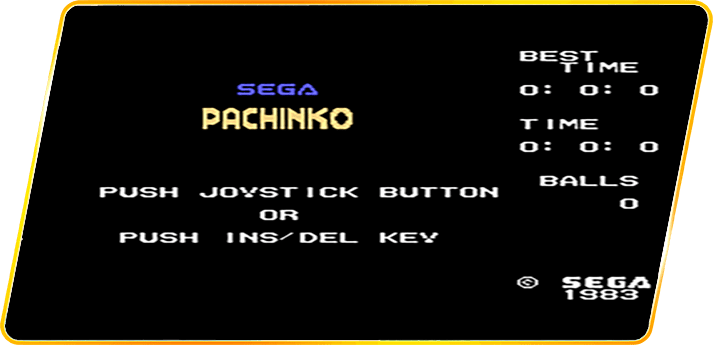 SEGA
PACHINKO
PUSH JOYSTICK BUTTON
OR
PUSH INS/DEL KEY
BEST
TIME
0: 0: 0
TIME
0: 0: 0
BALLS
0
© SEGA
1983